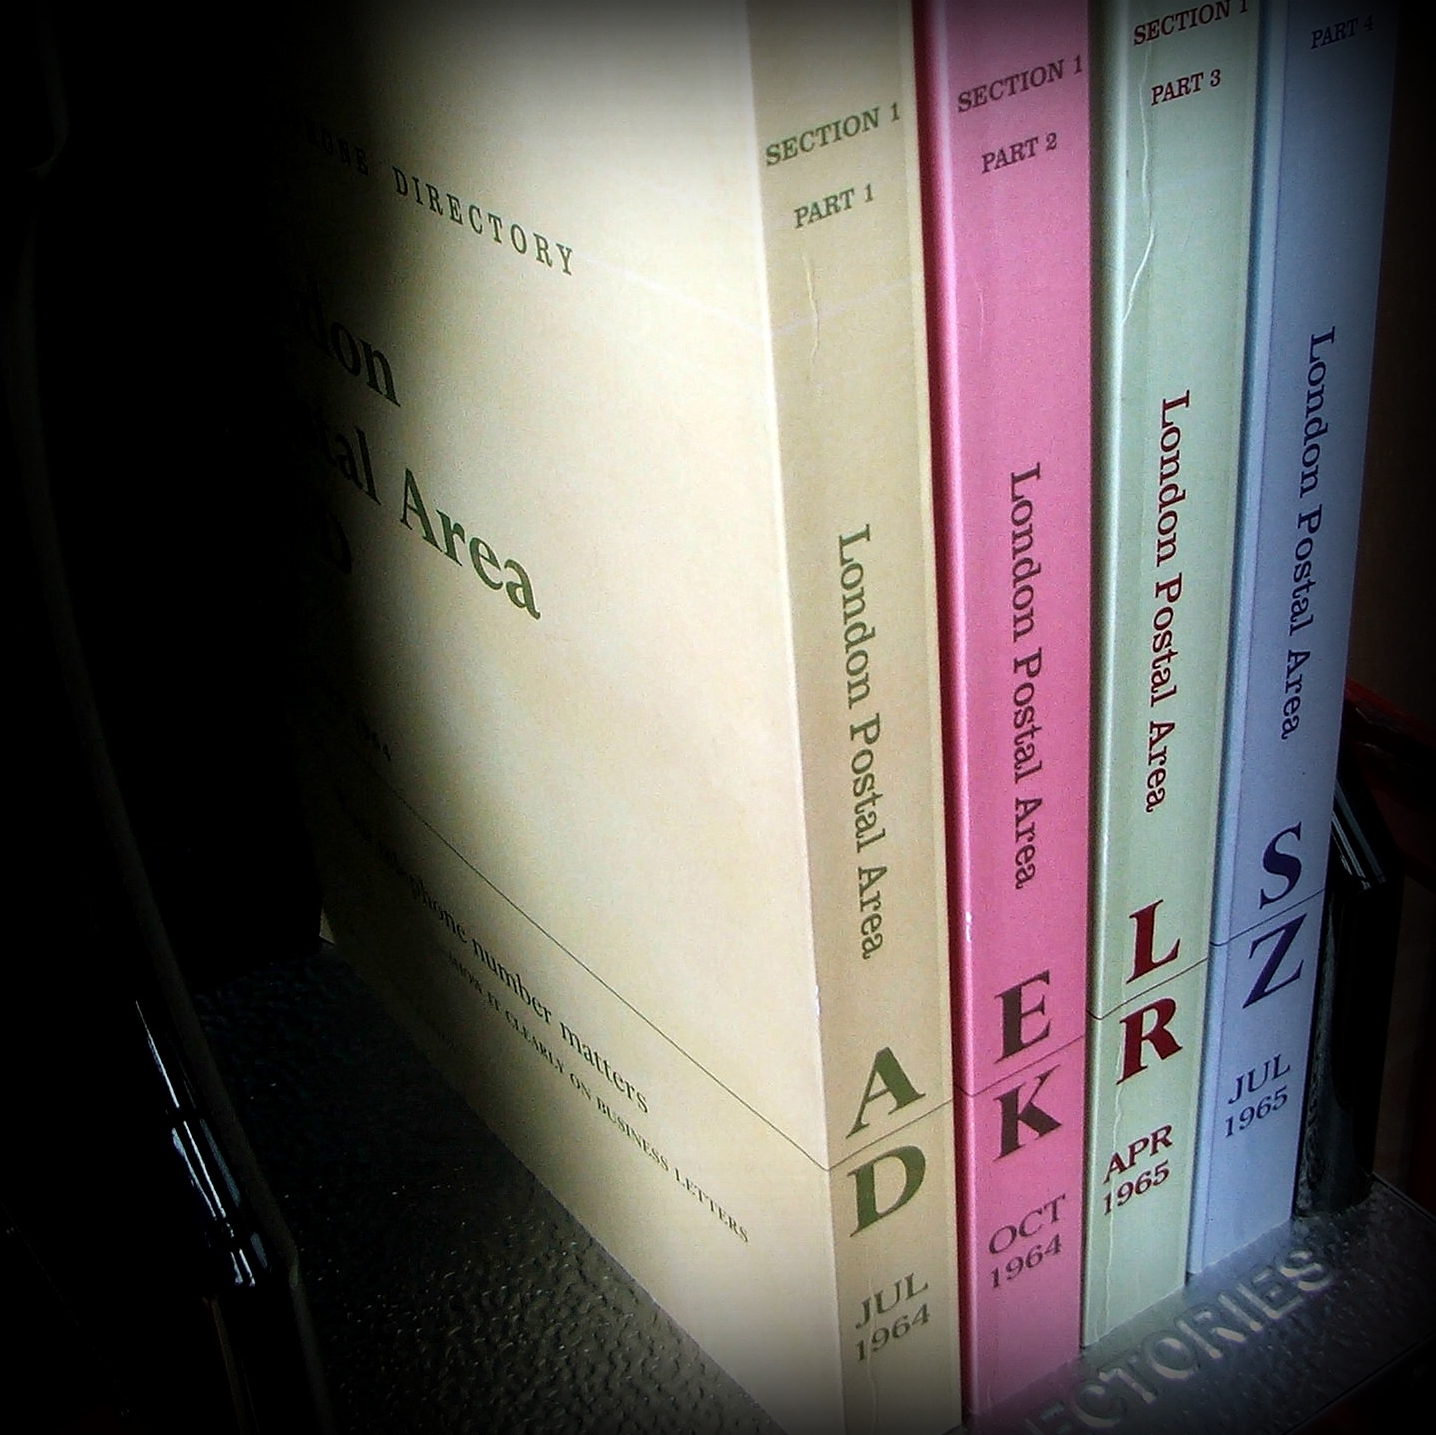 DIRECTORY
Area
number matters
SHOW IT CLEARLY ON BUSINESS LETTERS
SECTION 1
PART 1
London Postal Area
A
D
JUL
1964
SECTION 1
PART 2
London Postal Area
E
K
OCT
1964
SECTION 1
PART 3
London Postal Area
L
R
APR
1965
PART 4
London Postal Area
S
Z
JUL
1965
ECTORIES